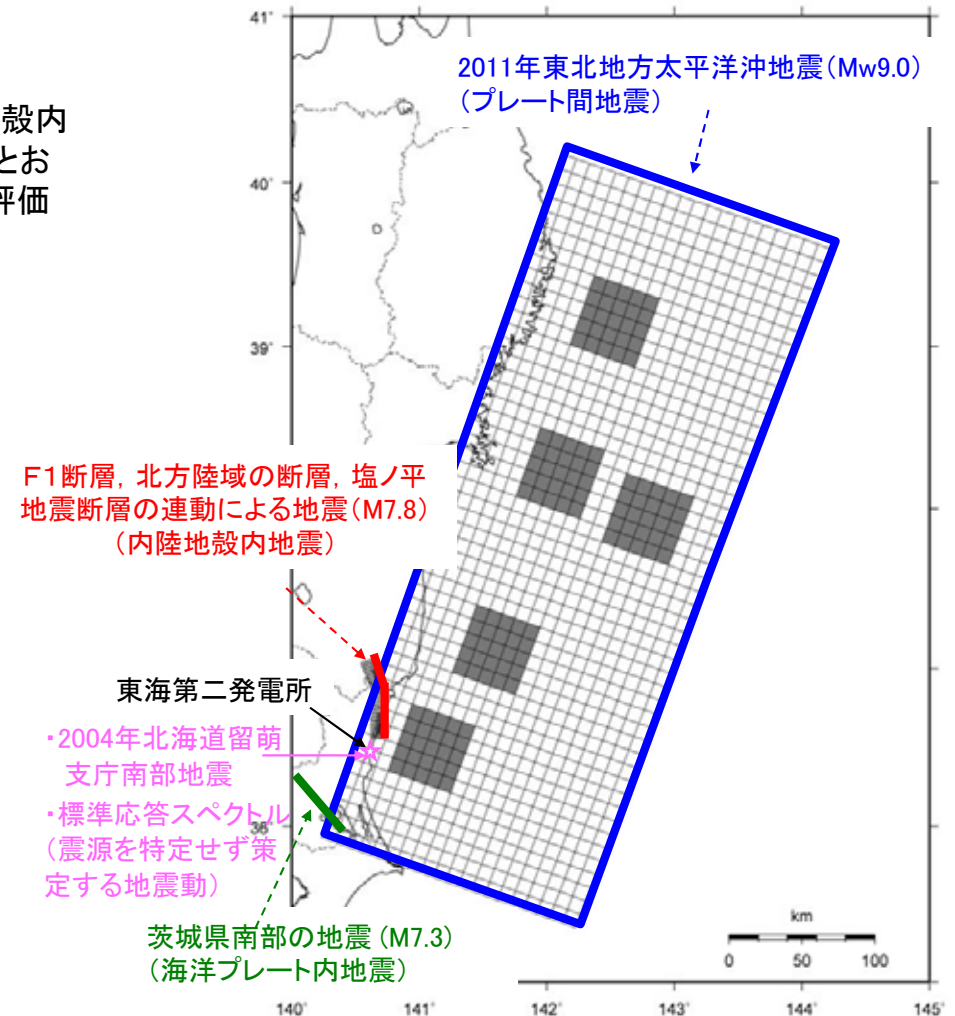 41°
2011年東北地方太平洋沖地震(Mw9.0)
(プレート間地震)
殻内
とお
評価
40°
39°
F1断層, 北方陸域の断層, 塩ノ平
地震断層の連動による地震(M7.8)
(内陸地殻内地震)
東海第二発電所
・2004年北海道留萌
支庁南部地震
・標準応答スペクトル
(震源を特定せず策
定する地震動)
茨城県南部の地震(M7.3)
(海洋プレート内地震)
km
0 50 100
140° 141° 142° 143° 144° 145°